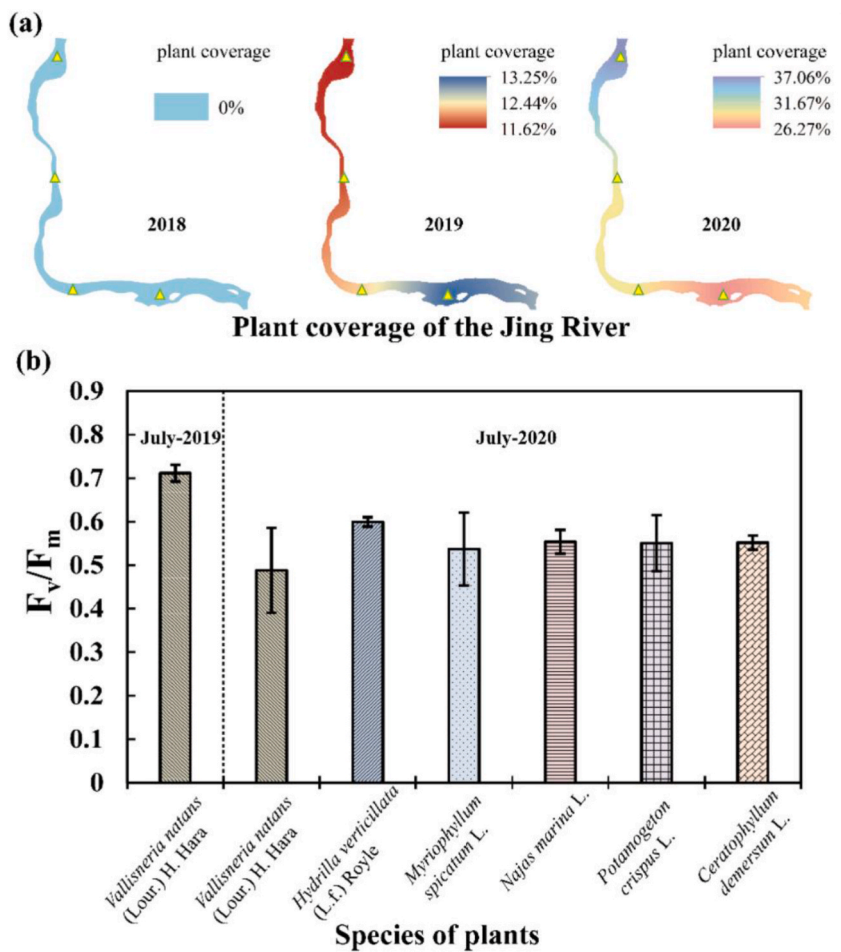 (a)
plant coverage
0%
2018
plant coverage
13.25%
12.44%
11.62%
2019
plant coverage
37.06%
31.67%
26.27%
2020
Plant coverage of the Jing River
(b)
Fv/Fm
0.9
0.8
0.7
0.6
0.5
0.4
0.3
0.2
0.1
0
July-2019
July-2020
Vallisneria natans
(Lour.) H. Hara
Vallisneria natans
(Lour.) H. Hara
Hydrilla verticillata
(L.f.) Royle
Myriophyllum
spicatum L.
Najas marina L.
Potamogeton
crispus L.
Ceratophyllum
demersum L.
Species of plants